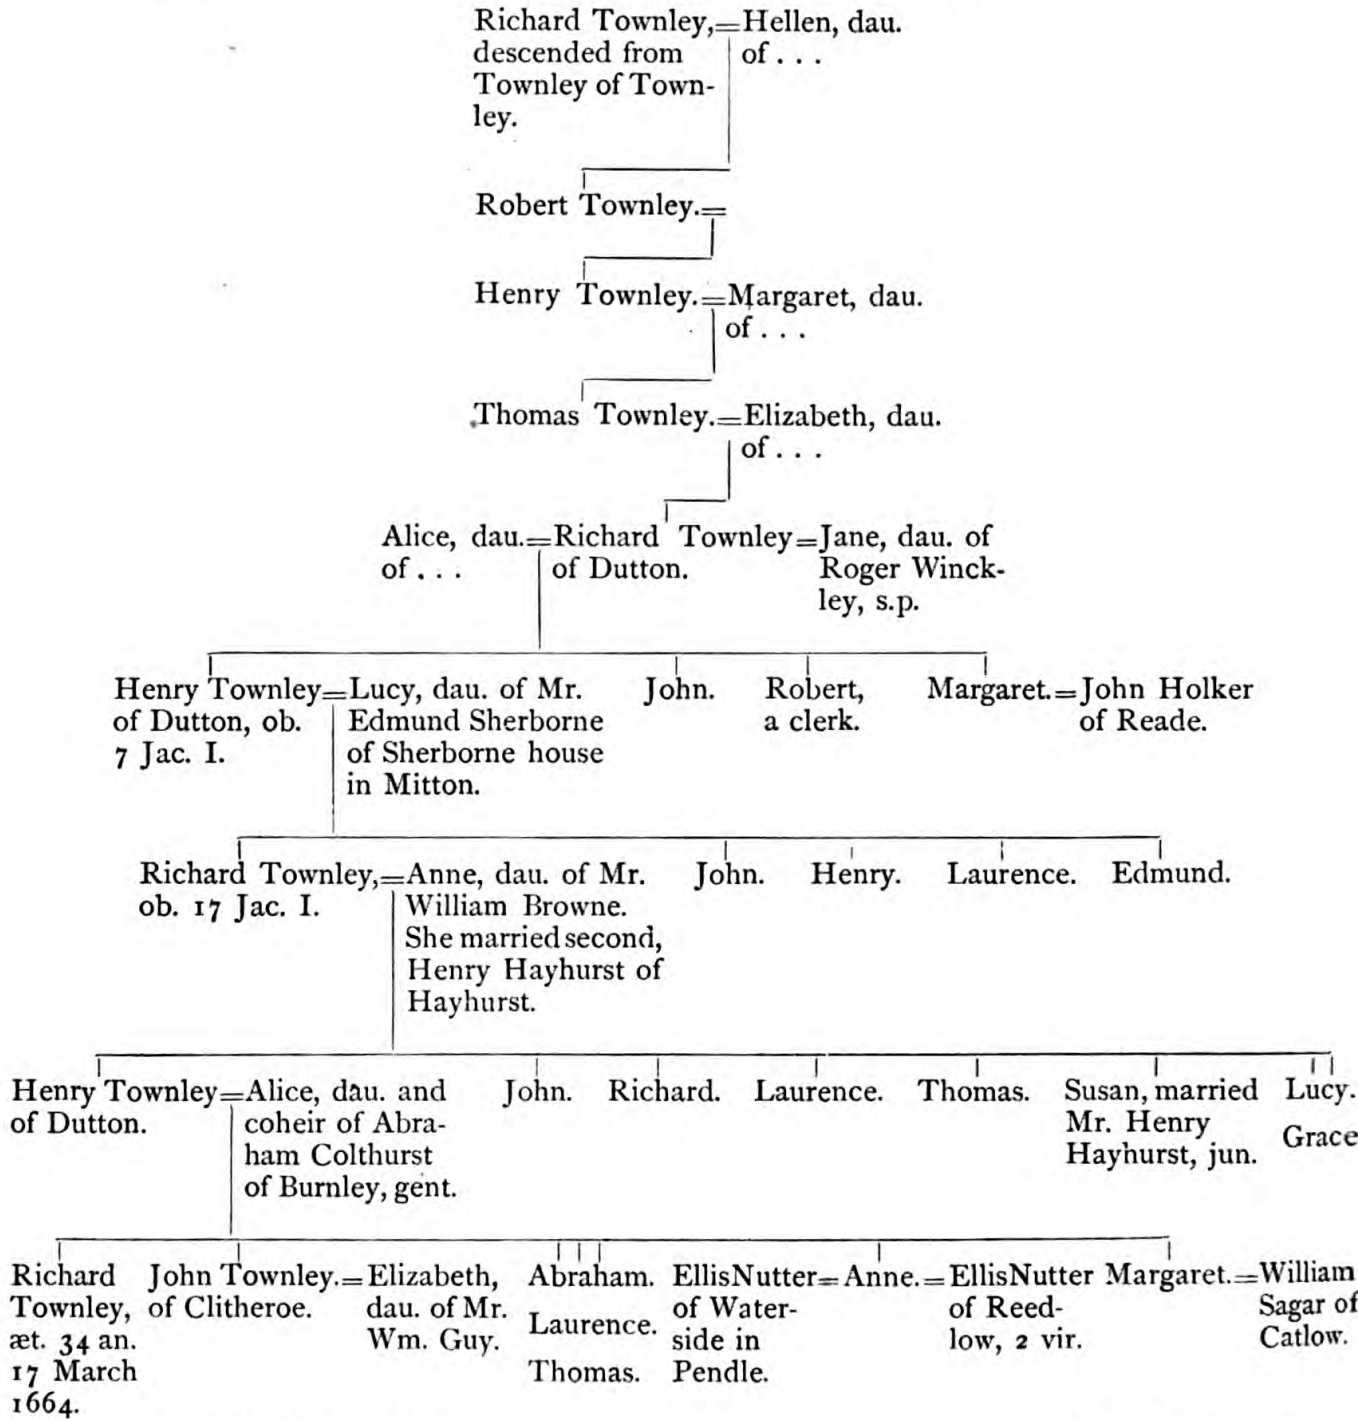 Richard Townley,=Hellen, dau.
descended from of . . .
Townley of Town-
ley.
Robert Townley.=
Henry Townley.=Margaret, dau.
of . . .
Thomas Townley.=Elizabeth, dau.
of . . .
Alice, dau.=Richard Townley=Jane, dau. of
of . . . of Dutton. Roger Winck-
ley, s.p.
Henry Townley=Lucy, dau. of Mr. John. Robert, Margaret.=John Holker
of Dutton, ob. Edmund Sherborne a clerk. of Reade.
7 Jac. I. of Sherborne house
in Mitton.
Richard Townley,=Anne, dau. of Mr. John. Henry. Laurence. Edmund.
ob. 17 Jac. I. William Browne.
She married second,
Henry Hayhurst of
Hayhurst.
Henry Townley=Alice, dau. and John. Richard. Laurence. Thomas. Susan, married Lucy.
of Dutton. coheir of Abra- Mr. Henry Grace
ham Colthurst Hayhurst, jun.
of Burnley, gent.
Richard John Townley.=Elizabeth, Abraham. Ellis Nutter=Anne.=Ellis Nutter Margaret.=William
Townley, of Clitheroe. dau. of Mr. Laurence. of Water- of Reed- Sagar of
æt. 34 an. Wm. Guy. side in low, 2 vir. Catlow.
17 March Thomas. Pendle.
1664.